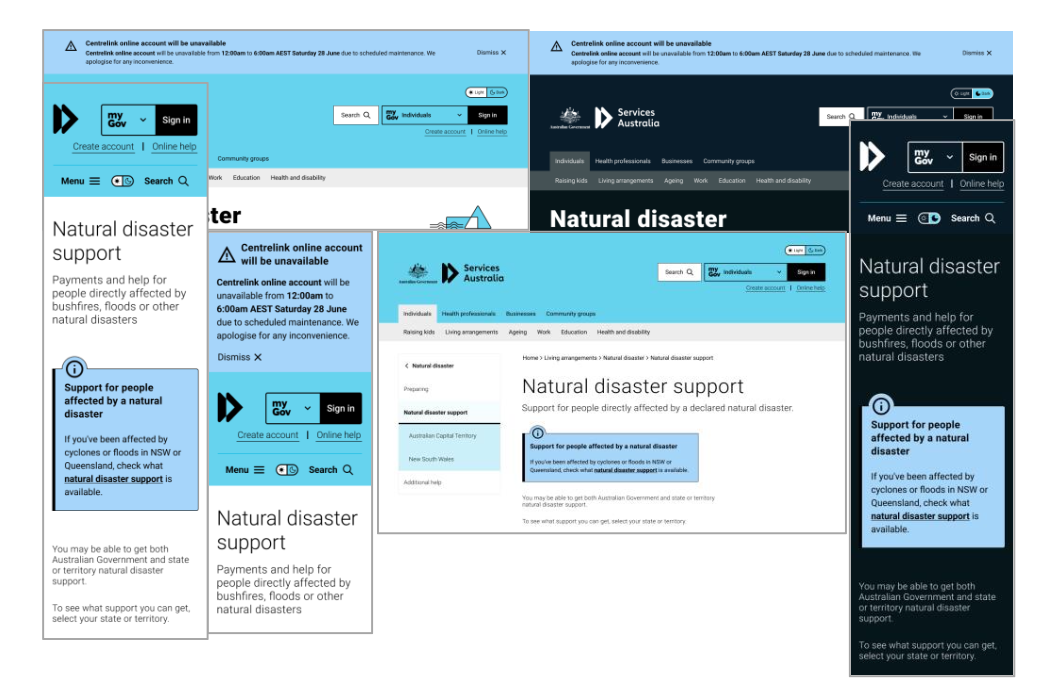 Centrelink online account will be unavailable
Centrelink online account will be unavailable from 12:00am to 6:00am AEST Saturday 28 June due to scheduled maintenance. We
apologise for any inconvenience.
Dismiss X
Light Dark
Search
my Gov Individuals
Sign in
Create account | Online help
Community groups
Work Education Health and disability
ster
Centrelink online account will be unavailable
Centrelink online account will be unavailable from 12:00am to 6:00am AEST Saturday 28 June due to scheduled maintenance. We
apologise for any inconvenience.
Dismiss X
Light Dark
Australian Government
Services
Australia
Search
my Individuals
Sign in
Individuals Health professionals Businesses Community groups
Raising kids Living arrangements Ageing Work Education Health and disability
Natural disaster
my
Gov
Sign in
Create account | Online help
Menu Search
Natural disaster
support
Payments and help for
people directly affected by
bushfires, floods or other
natural disasters
Support for people
affected by a natural
disaster
If you've been affected by
cyclones or floods in NSW or
Queensland, check what
natural disaster support is
available.
You may be able to get both
Australian Government and state
or territory natural disaster
support.
To see what support you can get,
select your state or territory.
Centrelink online account
will be unavailable
Centrelink online account will be
unavailable from 12:00am to
6:00am AEST Saturday 28 June
due to scheduled maintenance. We
apologise for any inconvenience.
Dismiss X
my
Gov
Sign in
Create account | Online help
Menu Search
Natural disaster
support
Payments and help for
people directly affected by
bushfires, floods or other
natural disasters
Light Dark
Australian Government
Services
Australia
Search
my Gov Individuals
Sign in
Create account | Online help
Individuals Health professionals Businesses Community groups
Raising kids Living arrangements Ageing Work Education Health and disability
Natural disaster
Preparing
Natural disaster support
Australian Capital Territory
New South Wales
Additional help
Home > Living arrangements > Natural disaster > Natural disaster support
Natural disaster support
Support for people directly affected by a declared natural disaster.
Support for people affected by a natural disaster
If you've been affected by cyclones or floods in NSW or
Queensland, check what natural disaster support is available.
You may be able to get both Australian Government and state or territory
natural disaster support.
To see what support you can get, select your state or territory.
my
Gov
Sign in
Create account | Online help
Menu Search
Natural disaster
support
Payments and help for
people directly affected by
bushfires, floods or other
natural disasters
Support for people
affected by a natural
disaster
If you've been affected by
cyclones or floods in NSW or
Queensland, check what
natural disaster support is
available.
You may be able to get both
Australian Government and state
or territory natural disaster
support.
To see what support you can get,
select your state or territory.